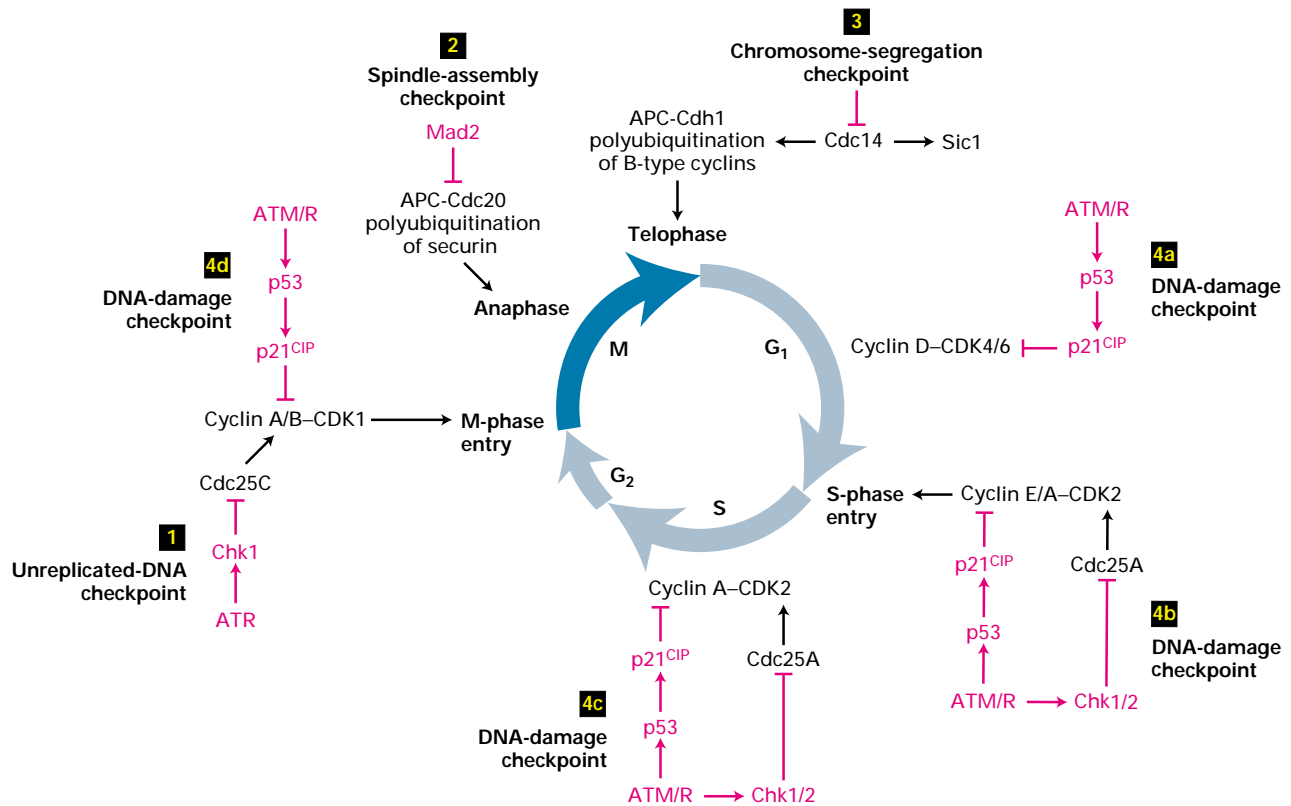 3
Chromosome-segregation
checkpoint
2
Spindle-assembly
checkpoint
Mad2
APC-Cdc20
polyubiquitination
of securin
Anaphase
APC-Cdh1
polyubiquitination
of B-type cyclins
Cdc14
Sic1
Telophase
ATM/R
4d
DNA-damage
checkpoint
p53
p21CIP
Cyclin A/B–CDK1
M-phase
entry
Cdc25C
1
Unreplicated-DNA
checkpoint
Chk1
ATR
M
G1
S
G2
ATM/R
4a
DNA-damage
checkpoint
p53
p21CIP
Cyclin D–CDK4/6
S-phase
entry
Cyclin E/A–CDK2
p21CIP
Cdc25A
p53
4b
DNA-damage
checkpoint
ATM/R
Chk1/2
Cyclin A–CDK2
p21CIP
Cdc25A
4c
DNA-damage
checkpoint
p53
ATM/R
Chk1/2